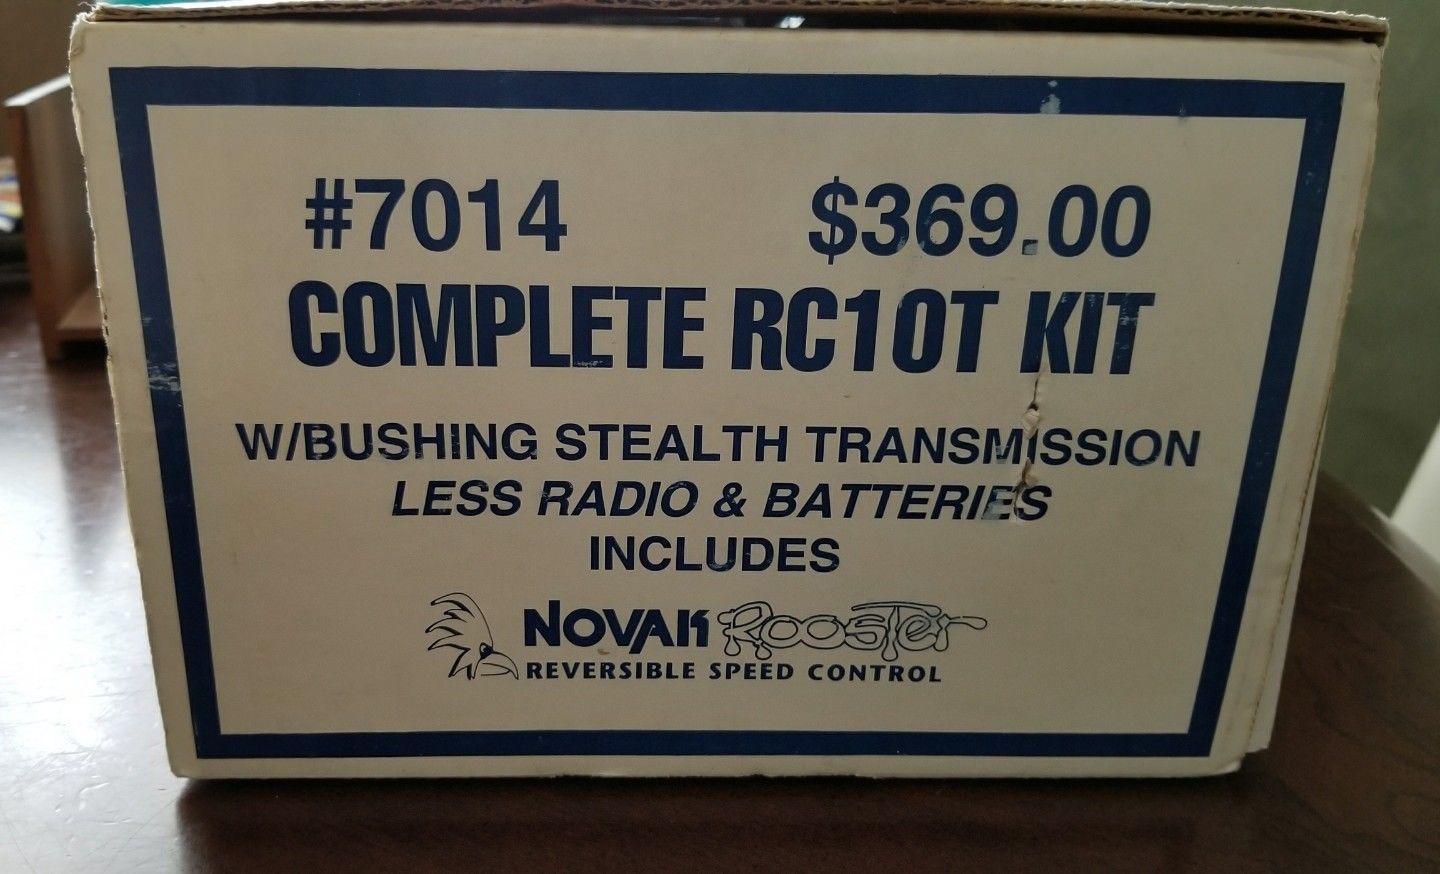 #7014 $369.00
COMPLETE RC10T KIT
W/BUSHING STEALTH TRANSMISSION
LESS RADIO & BATTERIES
INCLUDES
NOVAK ROOSTER
REVERSIBLE SPEED CONTROL